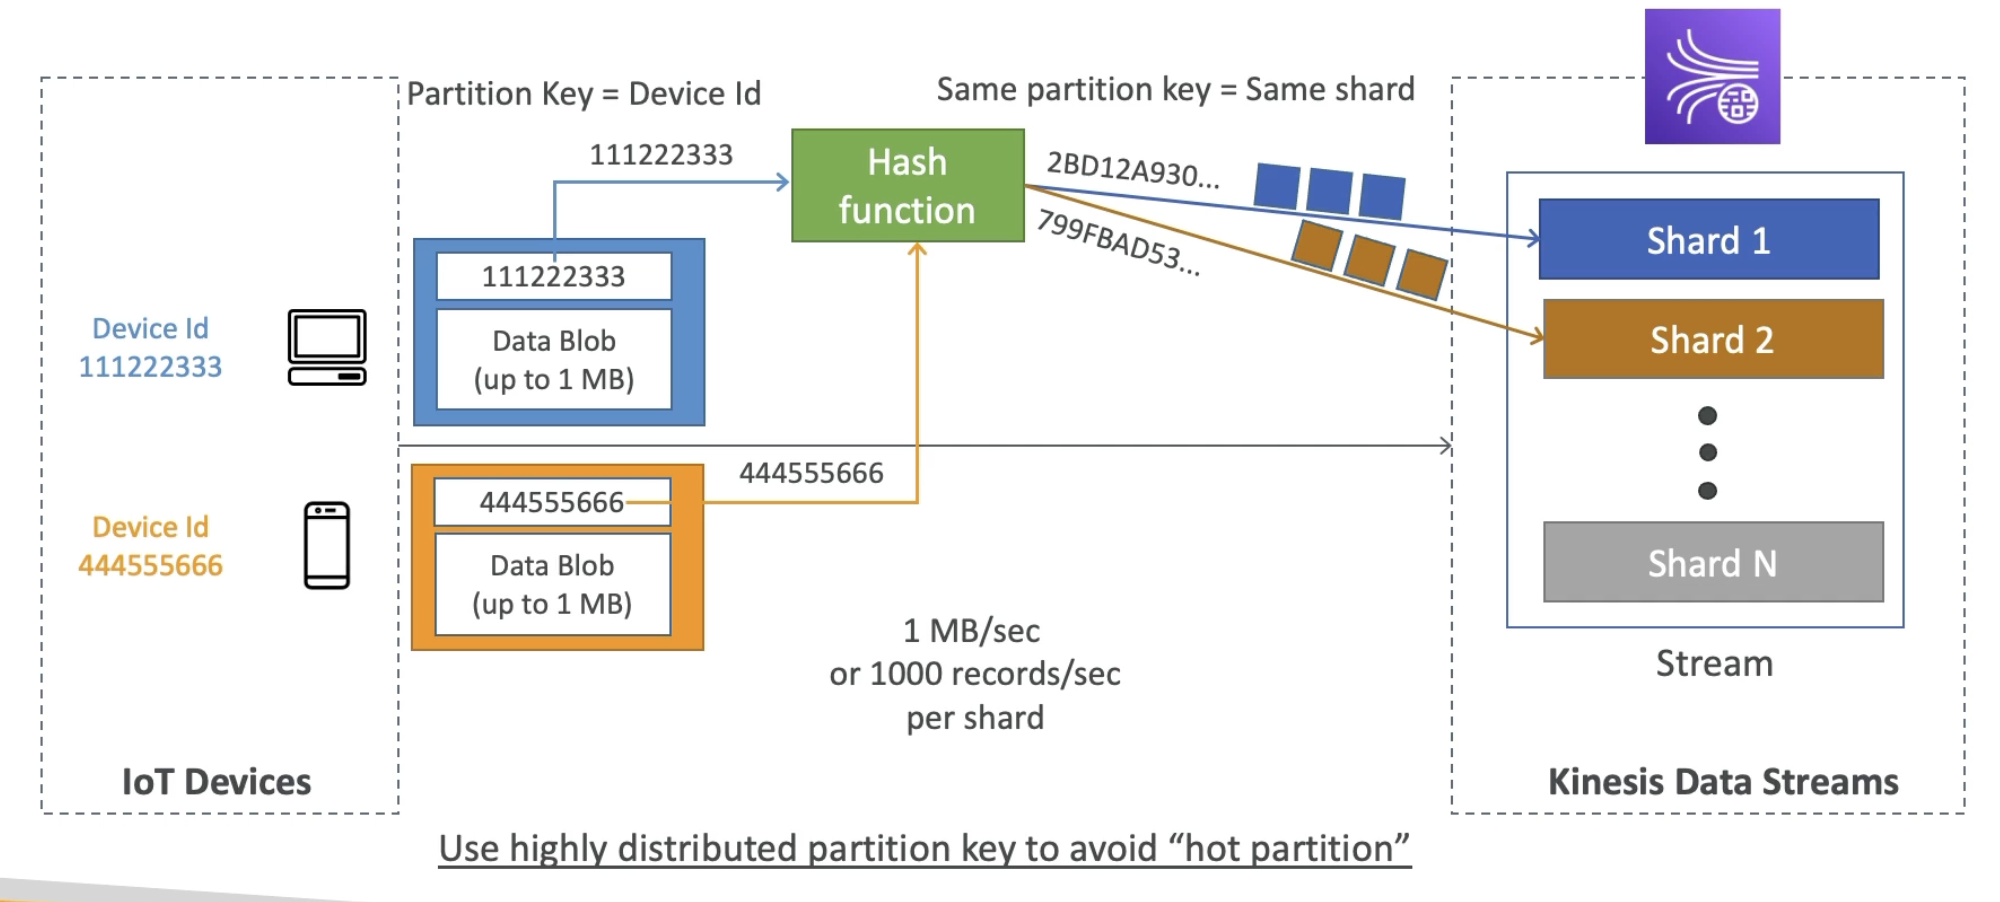 Partition Key = Device Id
Same partition key = Same shard
111222333
Hash
function
2BD12A930...
799FBAD53...
Shard 1
Shard 2
Shard N
Stream
111222333
Data Blob
(up to 1 MB)
Device Id
111222333
444555666
444555666
Data Blob
(up to 1 MB)
Device Id
444555666
1 MB/sec
or 1000 records/sec
per shard
IoT Devices
Kinesis Data Streams
Use highly distributed partition key to avoid “hot partition”